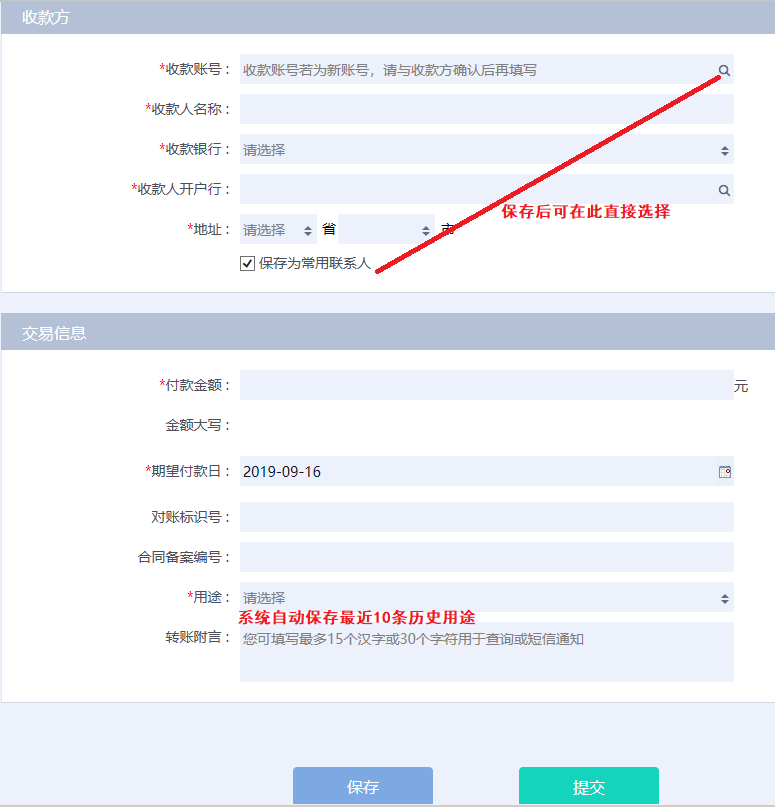 收款方
*收款账号： 收款账号若为新账号，请与收款方确认后再填写
*收款人名称：
*收款银行： 请选择
*收款人开户行：
保存后可在此直接选择
*地址： 请选择 省 市
保存为常用联系人
交易信息
*付款金额： 元
金额大写：
*期望付款日： 2019-09-16
对账标识号：
合同备案编号：
*用途： 请选择
系统自动保存最近10条历史用途
转账附言： 您可填写最多15个汉字或30个字符用于查询或短信通知
保存 提交